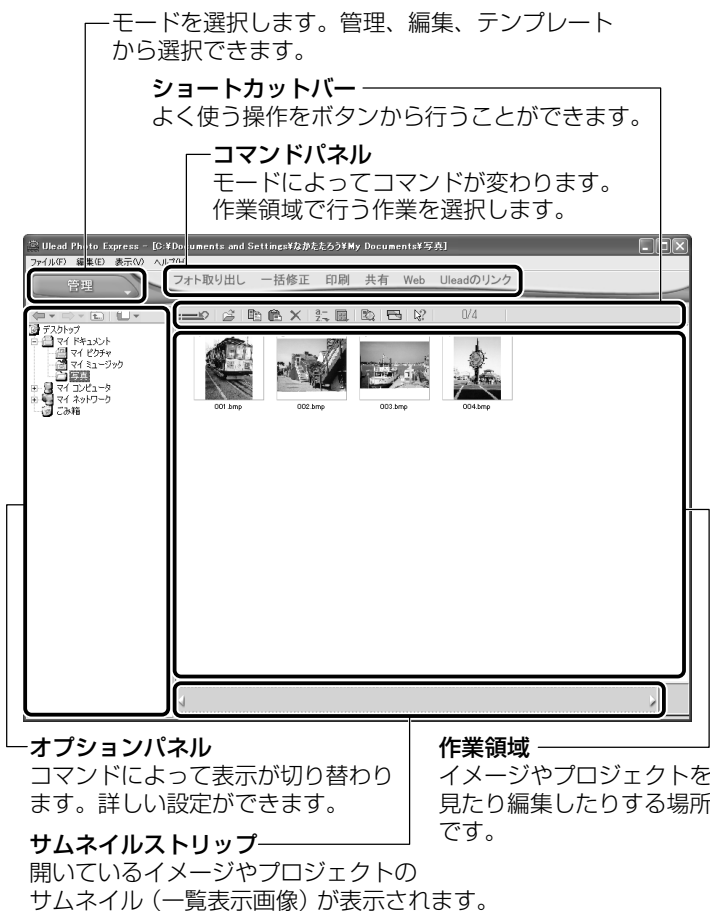 モードを選択します。管理、編集、テンプレート
から選択できます。
ショートカットバー
よく使う操作をボタンから行うことができます。
コマンドパネル
モードによってコマンドが変わります。
作業領域で行う作業を選択します。
Ulead Photo Express - [C:¥Documents and Settings¥なかたたろう¥My Documents¥写真]
ファイル(F) 編集(E) 表示(V)
管理
フォト取り出し 一括修正 印刷 共有 Web Uleadのリンク
0/4
デスクトップ
マイ ドキュメント
マイ ピクチャ
マイ ミュージック
写真
マイ コンピュータ
マイ ネットワーク
ごみ箱
001.bmp 002.bmp 003.bmp 004.bmp
オプションパネル
コマンドによって表示が切り替わり
ます。詳しい設定ができます。
作業領域
イメージやプロジェクトを
見たり編集したりする場所
です。
サムネイルストリップ
開いているイメージやプロジェクトの
サムネイル（一覧表示画像）が表示されます。